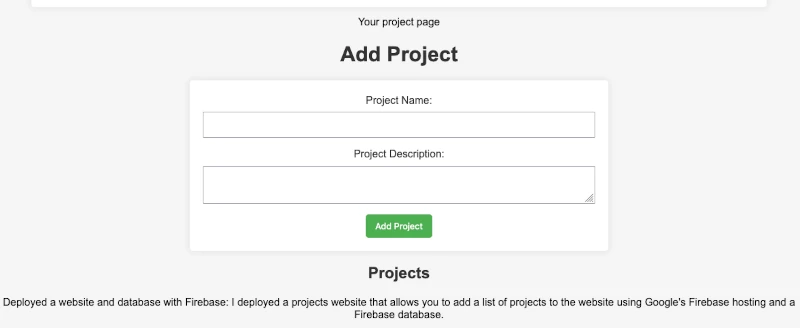 Your project page
Add Project
Project Name:
Project Description:
Add Project
Projects
Deployed a website and database with Firebase: I deployed a projects website that allows you to add a list of projects to the website using Google's Firebase hosting and a
Firebase database.